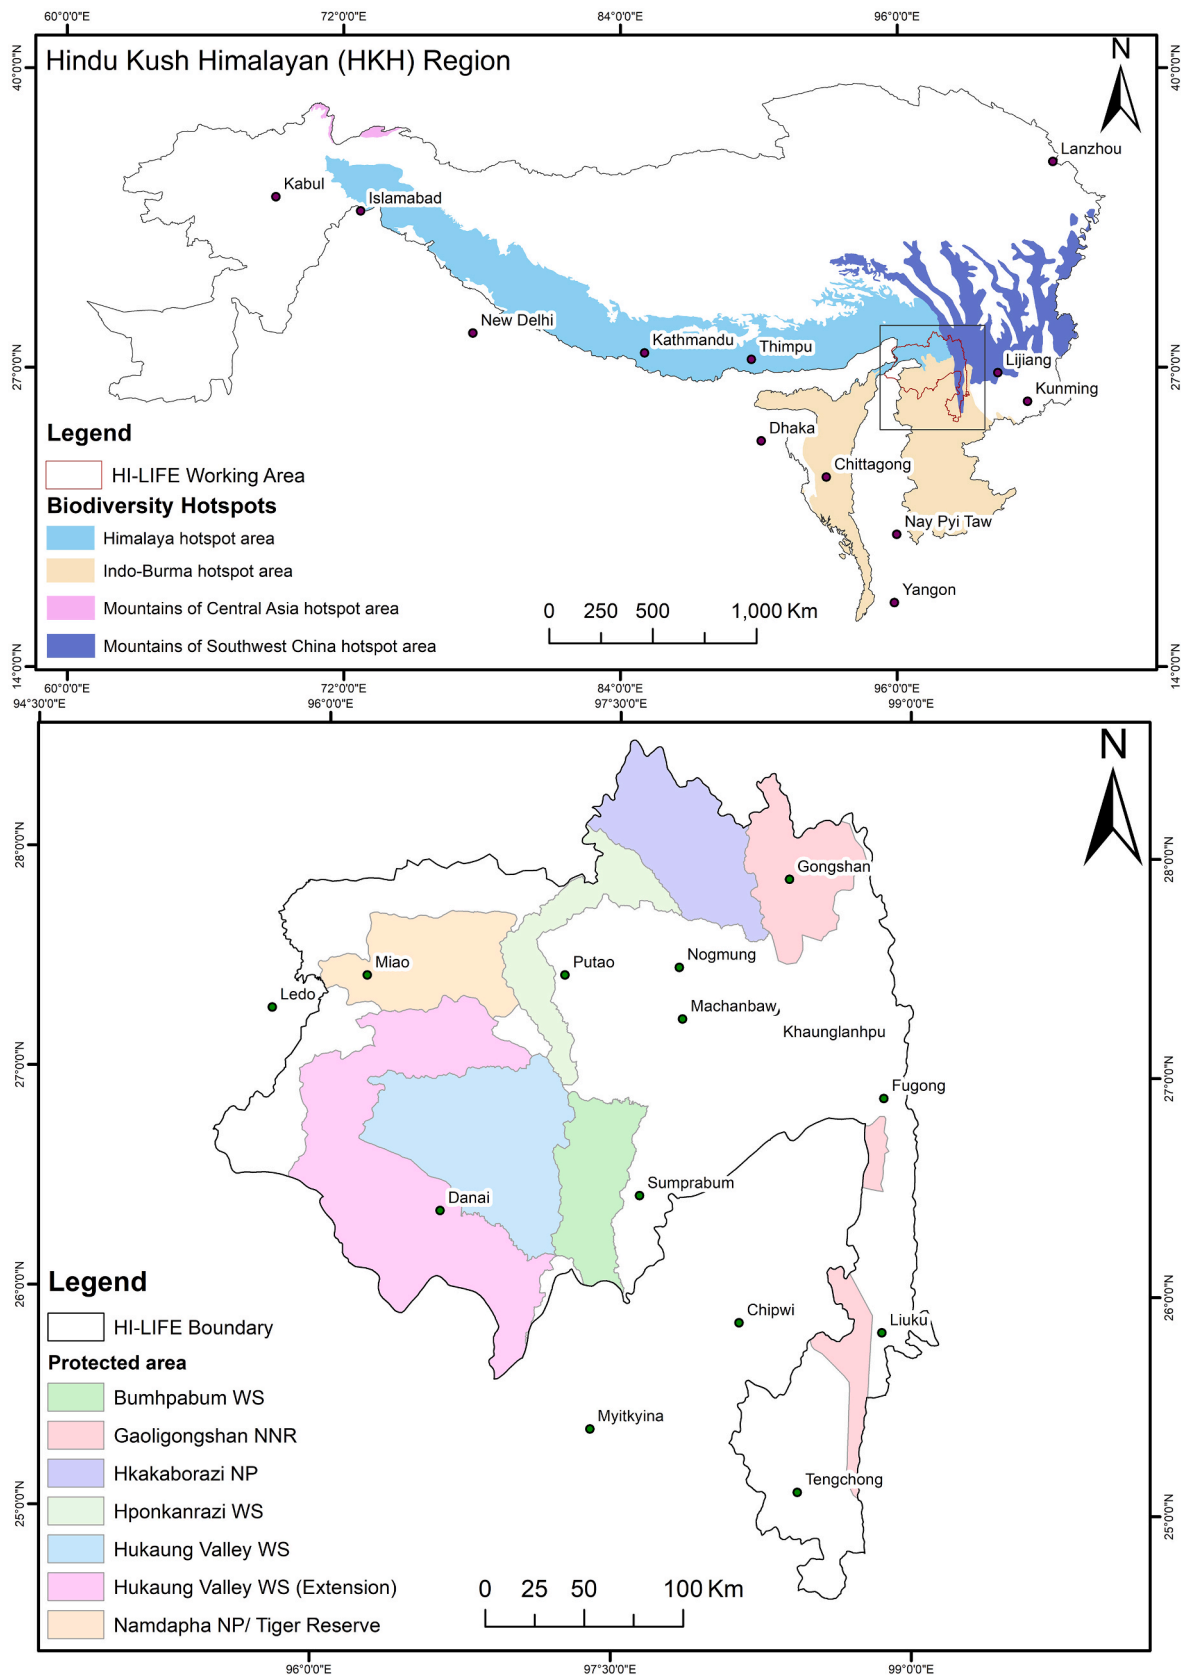 60°0'0"E 72°0'0"E 84°0'0"E 96°0'0"E
Hindu Kush Himalayan (HKH) Region
N
40°0'0"N
40°0'0"N
Lanzhou
Kabul
Islamabad
New Delhi
Kathmandu
Thimpu
Lijiang
27°0'0"N
27°0'0"N
Kunming
Dhaka
Chittagong
Nay Pyi Taw
Yangon
Legend
HI-LIFE Working Area
Biodiversity Hotspots
Himalaya hotspot area
Indo-Burma hotspot area
Mountains of Central Asia hotspot area
Mountains of Southwest China hotspot area
0 250 500 1,000 Km
14°0'0"N
14°0'0"N
60°0'0"E 72°0'0"E 84°0'0"E 96°0'0"E
94°30'0"E 96°0'0"E 97°30'0"E 99°0'0"E
N
28°0'0"N
28°0'0"N
Gongshan
Miao
Putao
Nogmung
Ledo
Machanbaw
Khaunglanhpu
27°0'0"N
27°0'0"N
Fugong
Sumprabum
Danai
26°0'0"N
26°0'0"N
Chipwi
Liuku
Myitkyina
Tengchong
25°0'0"N
25°0'0"N
Legend
HI-LIFE Boundary
Protected area
Bumhpabum WS
Gaoligongshan NNR
Hkakaborazi NP
Hponkanrazi WS
Hukaung Valley WS
Hukaung Valley WS (Extension)
Namdapha NP/ Tiger Reserve
0 25 50 100 Km
96°0'0"E 97°30'0"E 99°0'0"E